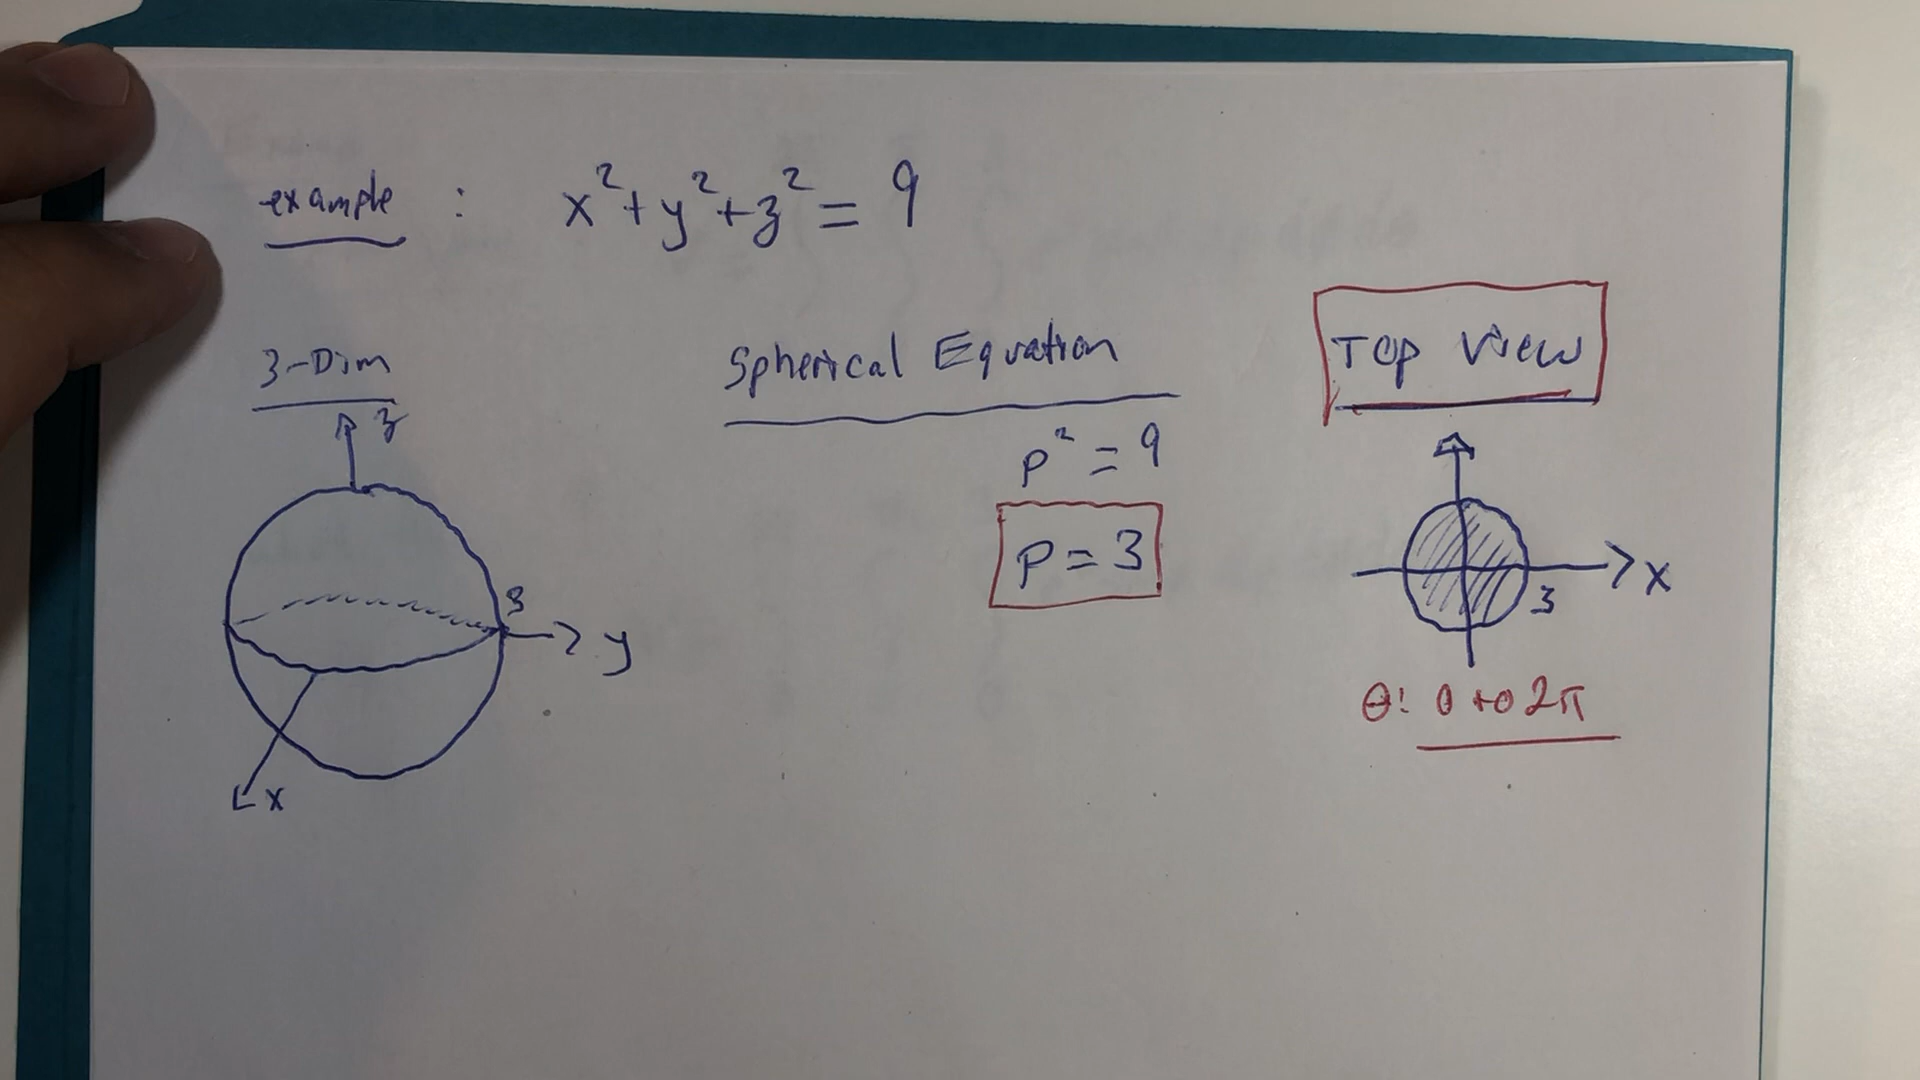 example : x²+y²+z² = 9
3-Dim
z
3
y
x
Spherical Equation
ρ² = 9
ρ = 3
TOP View
x
3
θ: 0 to 2π